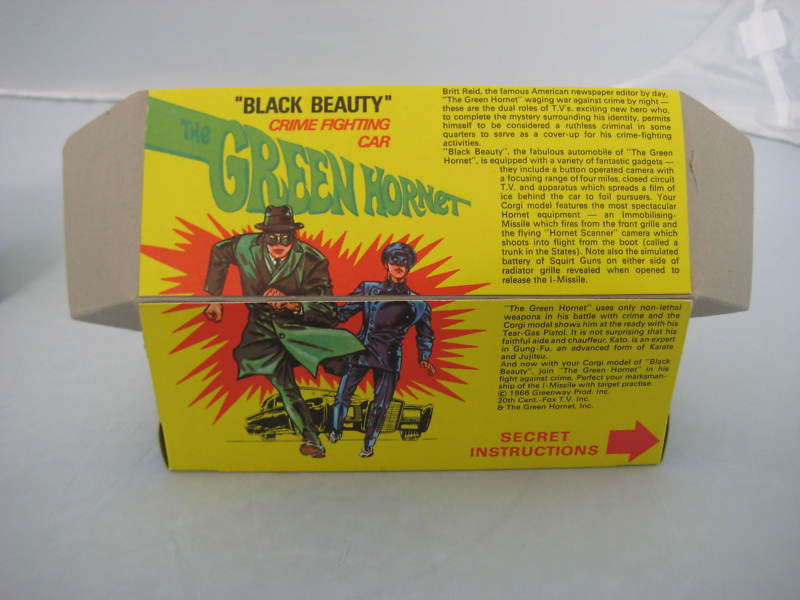 "BLACK BEAUTY"
CRIME FIGHTING
CAR
THE
GREEN HORNET
Britt Reid, the famous American newspaper editor by day,
"The Green Hornet" waging war against crime by night —
these are the dual roles of T.V's. exciting new hero who,
to complete the mystery surrounding his identity, permits
himself to be considered a ruthless criminal in some
quarters to serve as a cover-up for his crime-fighting
activities.
"Black Beauty", the fabulous automobile of "The Green
Hornet", is equipped with a variety of fantastic gadgets —
they include a button operated camera with
a focusing range of four miles, closed circuit
T.V. and apparatus which spreads a film of
ice behind the car to foil pursuers. Your
Corgi model features the most spectacular
Hornet equipment — an Immobilising-
Missile which fires from the front grille and
the flying "Hornet Scanner" camera which
shoots into flight from the boot (called a
trunk in the States). Note also the simulated
battery of Squirt Guns on either side of
radiator grille revealed when opened to
release the I-Missile.
"The Green Hornet" uses only non-lethal
weapons in his battle with crime and the
Corgi model shows him at the ready with his
Tear-Gas Pistol. It is not surprising that his
faithful aide and chauffeur, Kato, is an expert
in Gung-Fu, an advanced form of Karate
and Jujitsu.
And now with your Corgi model of "Black
Beauty", join "The Green Hornet" in his
fight against crime. Perfect your marksman-
ship of the I-Missile with target practise.
© 1966 Greenway Prod. Inc.
20th Cent.-Fox T.V. Inc.
& The Green Hornet, Inc.
SECRET
INSTRUCTIONS